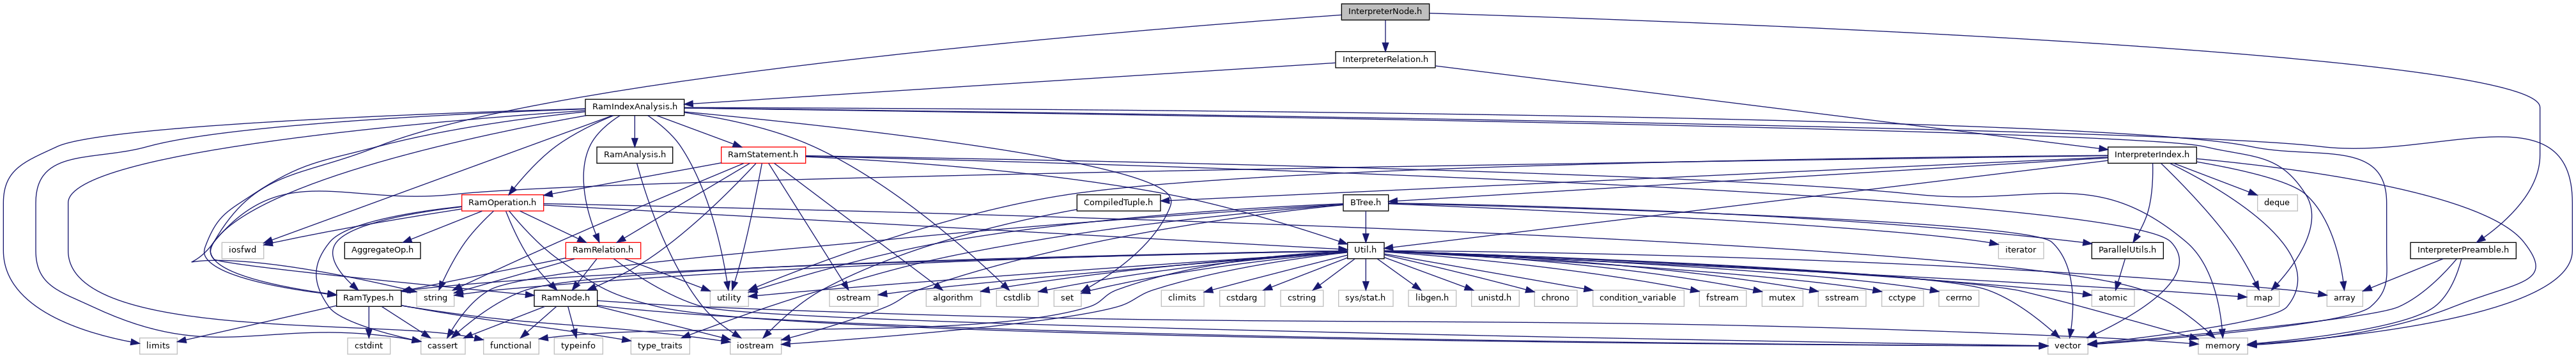 InterpreterNode.h
InterpreterRelation.h
RamIndexAnalysis.h
RamAnalysis.h
RamStatement.h
InterpreterIndex.h
RamOperation.h
CompiledTuple.h
BTree.h
deque
iosfwd
AggregateOp.h
RamRelation.h
Util.h
iterator
ParallelUtils.h
InterpreterPreamble.h
RamTypes.h
string
RamNode.h
utility
ostream
algorithm
cstdlib
set
climits
cstdarg
cstring
sys/stat.h
libgen.h
unistd.h
chrono
condition_variable
fstream
mutex
sstream
cctype
cerrno
atomic
map
array
limits
cstdint
cassert
functional
typeinfo
type_traits
iostream
vector
memory